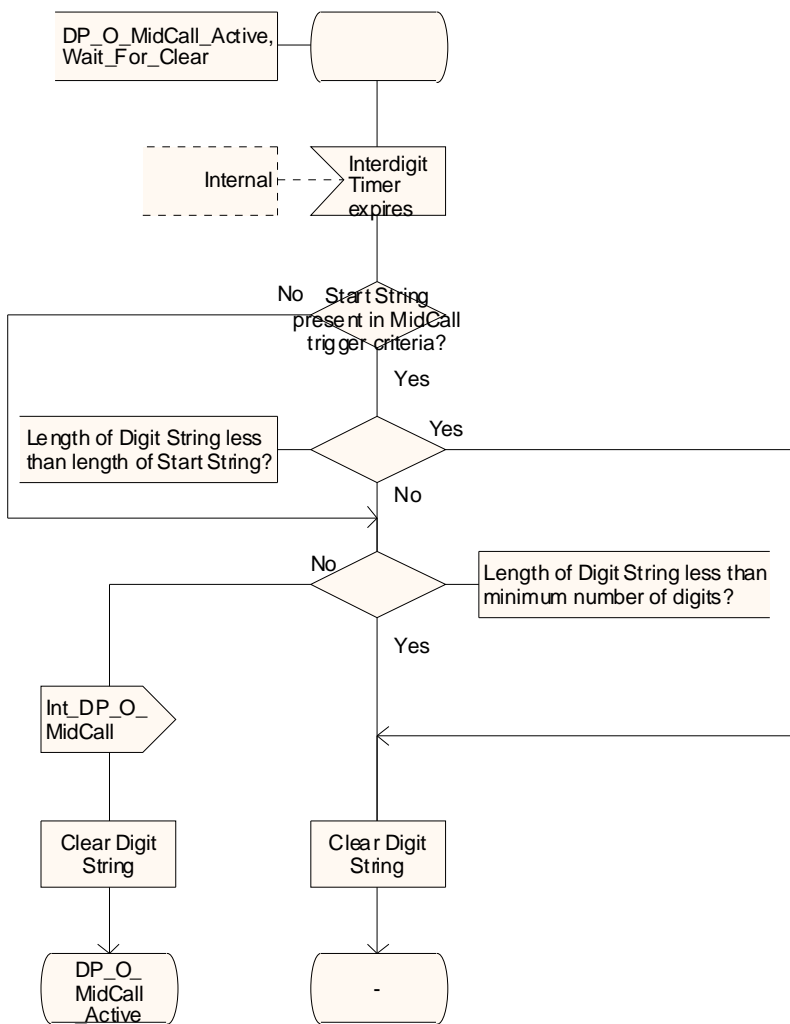 DP_O_MidCall_Active,
Wait_For_Clear
Internal
Interdigit
Timer
expires
No
Start String
present in MidCall
trigger criteria?
Yes
Length of Digit String less
than length of Start String?
Yes
No
No
Length of Digit String less than
minimum number of digits?
Yes
Int_DP_O_
MidCall
Clear Digit
String
Clear Digit
String
DP_O_
MidCall
_Active
-